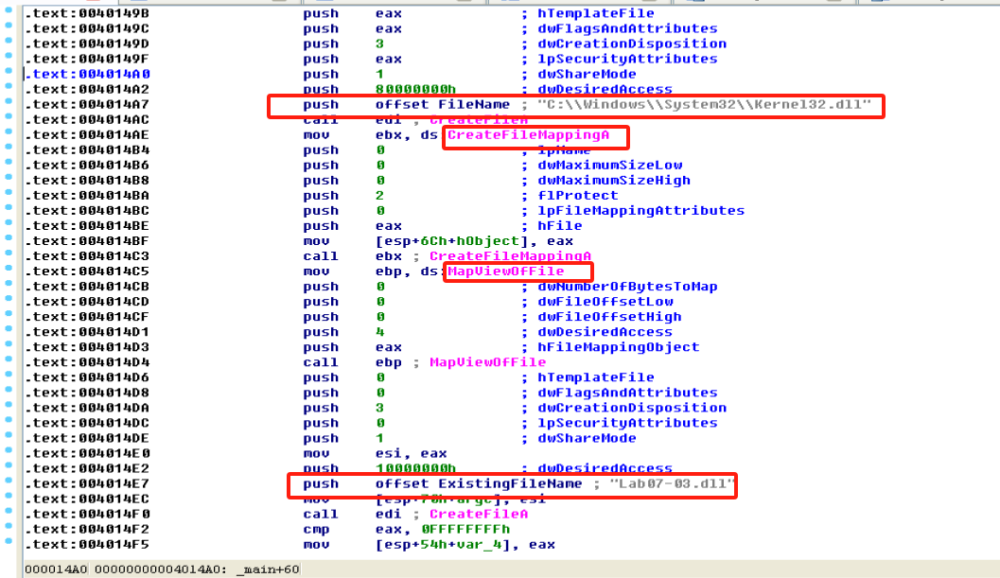 .text:0040149B push eax ; hTemplateFile
.text:0040149C push eax ; dwFlagsAndAttributes
.text:0040149D push 3 ; dwCreationDisposition
.text:0040149F push eax ; lpSecurityAttributes
.text:004014A0 push 1 ; dwShareMode
.text:004014A2 push 80000000h ; dwDesiredAccess
.text:004014A7 push offset FileName ; "C:\\Windows\\System32\\Kernel32.dll"
.text:004014AC call edi ; CreateFileA
.text:004014AE mov ebx, ds:CreateFileMappingA
.text:004014B4 push 0 ; lpName
.text:004014B6 push 0 ; dwMaximumSizeLow
.text:004014B8 push 0 ; dwMaximumSizeHigh
.text:004014BA push 2 ; flProtect
.text:004014BC push 0 ; lpFileMappingAttributes
.text:004014BE push eax ; hFile
.text:004014BF mov [esp+6Ch+hObject], eax
.text:004014C3 call ebx ; CreateFileMappingA
.text:004014C5 mov ebp, ds:MapViewOfFile
.text:004014CB push 0 ; dwNumberOfBytesToMap
.text:004014CD push 0 ; dwFileOffsetLow
.text:004014CF push 0 ; dwFileOffsetHigh
.text:004014D1 push 4 ; dwDesiredAccess
.text:004014D3 push eax ; hFileMappingObject
.text:004014D4 call ebp ; MapViewOfFile
.text:004014D6 push 0 ; hTemplateFile
.text:004014D8 push 0 ; dwFlagsAndAttributes
.text:004014DA push 3 ; dwCreationDisposition
.text:004014DC push 0 ; lpSecurityAttributes
.text:004014DE push 1 ; dwShareMode
.text:004014E0 mov esi, eax
.text:004014E2 push 10000000h ; dwDesiredAccess
.text:004014E7 push offset ExistingFileName ; "Lab07-03.dll"
.text:004014EC mov [esp+70h+argc], esi
.text:004014F0 call edi ; CreateFileA
.text:004014F2 cmp eax, 0FFFFFFFFh
.text:004014F5 mov [esp+54h+var_4], eax
000014A0 00000000004014A0: _main+60